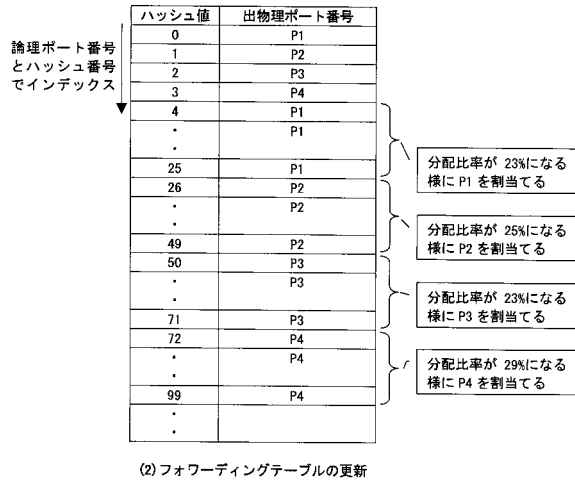 ハッシュ値 出物理ポート番号
論理ポート番号
とハッシュ番号
でインデックス
0 P1
1 P2
2 P3
3 P4
4 P1
・ P1
・
25 P1
26 P2
・ P2
・
49 P2
50 P3
・ P3
・
71 P3
72 P4
・ P4
・
99 P4
・
・
分配比率が 23%になる
様に P1 を割当てる
分配比率が 25%になる
様に P2 を割当てる
分配比率が 23%になる
様に P3 を割当てる
分配比率が 29%になる
様に P4 を割当てる
(2)フォワーディングテーブルの更新